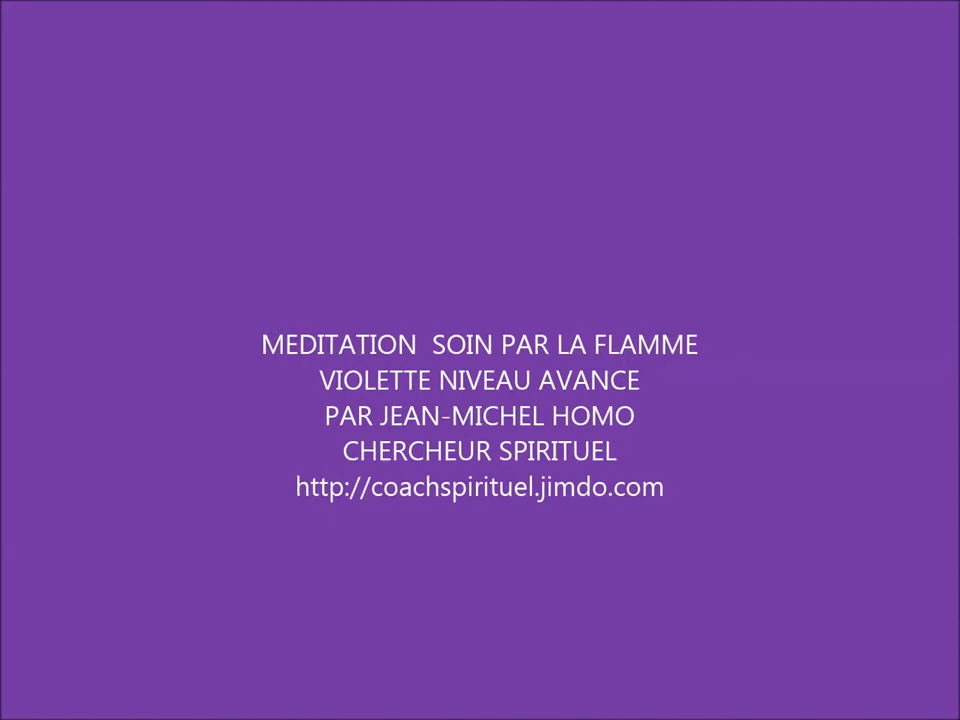 MEDITATION  SOIN PAR LA FLAMME
VIOLETTE NIVEAU AVANCE
PAR JEAN-MICHEL HOMO
CHERCHEUR SPIRITUEL
http://coachspirituel.jimdo.com